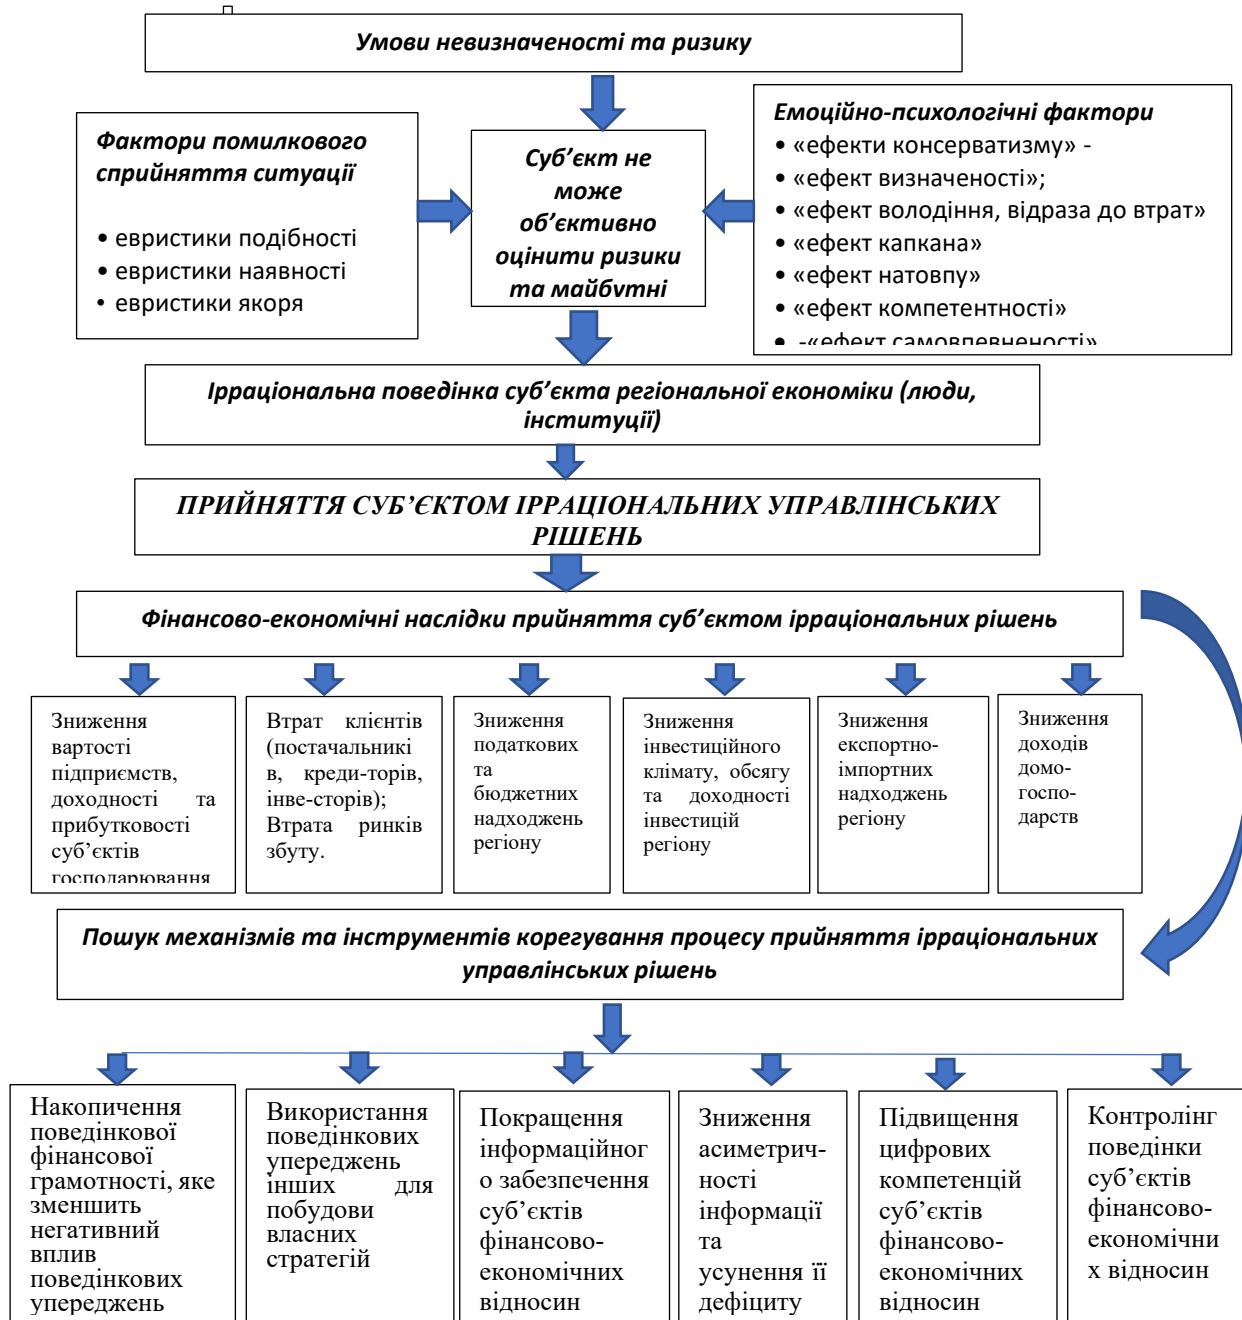 Умови невизначеності та ризику
Фактори помилкового
сприйняття ситуації
• евристики подібності
• евристики наявності
• евристики якоря
Суб’єкт не
може
об’єктивно
оцінити ризики
та майбутні
Емоційно-психологічні фактори
• «ефекти консерватизму» -
• «ефект визначеності»;
• «ефект володіння, відраза до втрат»
• «ефект капкана»
• «ефект натовпу»
• «ефект компетентності»
• -«ефект самовпевненості»
Ірраціональна поведінка суб’єкта регіональної економіки (люди,
інституції)
ПРИЙНЯТТЯ СУБ’ЄКТОМ ІРРАЦІОНАЛЬНИХ УПРАВЛІНСЬКИХ
РІШЕНЬ
Фінансово-економічні наслідки прийняття суб’єктом ірраціональних рішень
Зниження
вартості
підприємств,
доходності та
прибутковості
суб’єктів
господарювання
Втрат клієнтів
(постачальникі
в, креди-торів,
інве-сторів);
Втрата ринків
збуту.
Зниження
податкових
та
бюджетних
надходжень
регіону
Зниження
інвестиційного
клімату, обсягу
та доходності
інвестицій
регіону
Зниження
експортно-
імпортних
надходжень
регіону
Зниження
доходів
домо-
госпо-
дарств
Пошук механізмів та інструментів корегування процесу прийняття ірраціональних
управлінських рішень
Накопичення
поведінкової
фінансової
грамотності, яке
зменшить
негативний
вплив
поведінкових
упереджень
Використання
поведінкових
упереджень
інших для
побудови
власних
стратегій
Покращення
інформаційног
о забезпечення
суб’єктів
фінансово-
економічних
відносин
Зниження
асиметрич-
ності
інформації
та
усунення її
дефіциту
Підвищення
цифрових
компетенцій
суб’єктів
фінансово-
економічних
відносин
Контролінг
поведінки
суб’єктів
фінансово-
економічни
х відносин